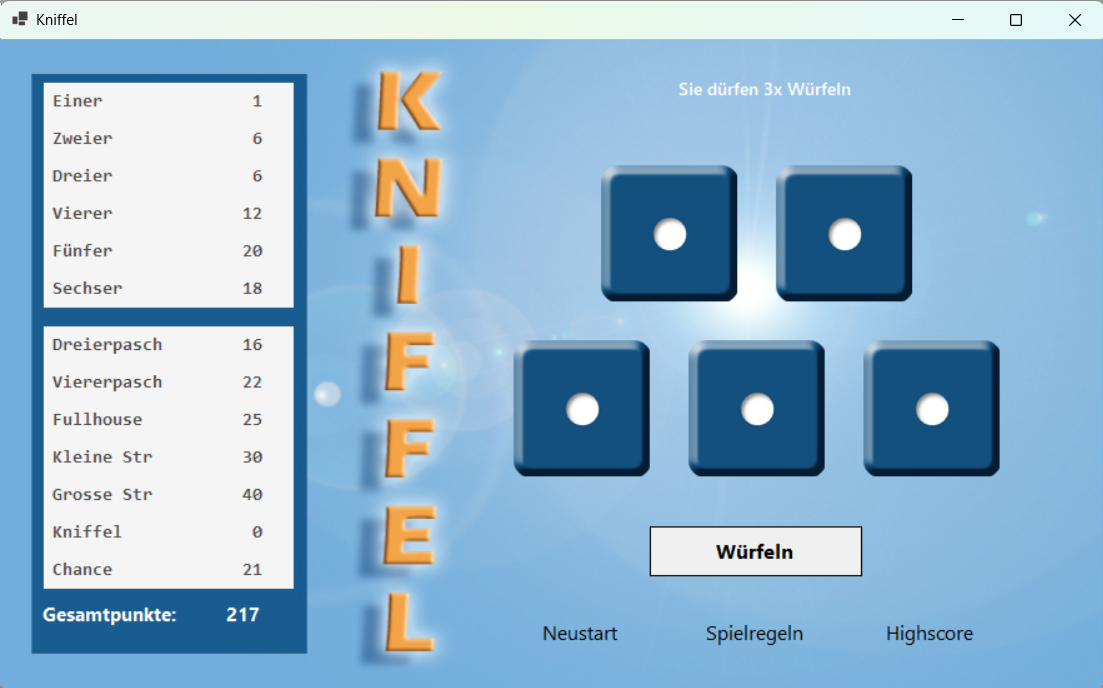 Kniffel
Einer 1
Zweier 6
Dreier 6
Vierer 12
Fünfer 20
Sechser 18
Dreierpasch 16
Viererpasch 22
Fullhouse 25
Kleine Str 30
Grosse Str 40
Kniffel 0
Chance 21
Gesamtpunkte: 217
KNIFFEL
Sie dürfen 3x Würfeln
Würfeln
Neustart Spielregeln Highscore